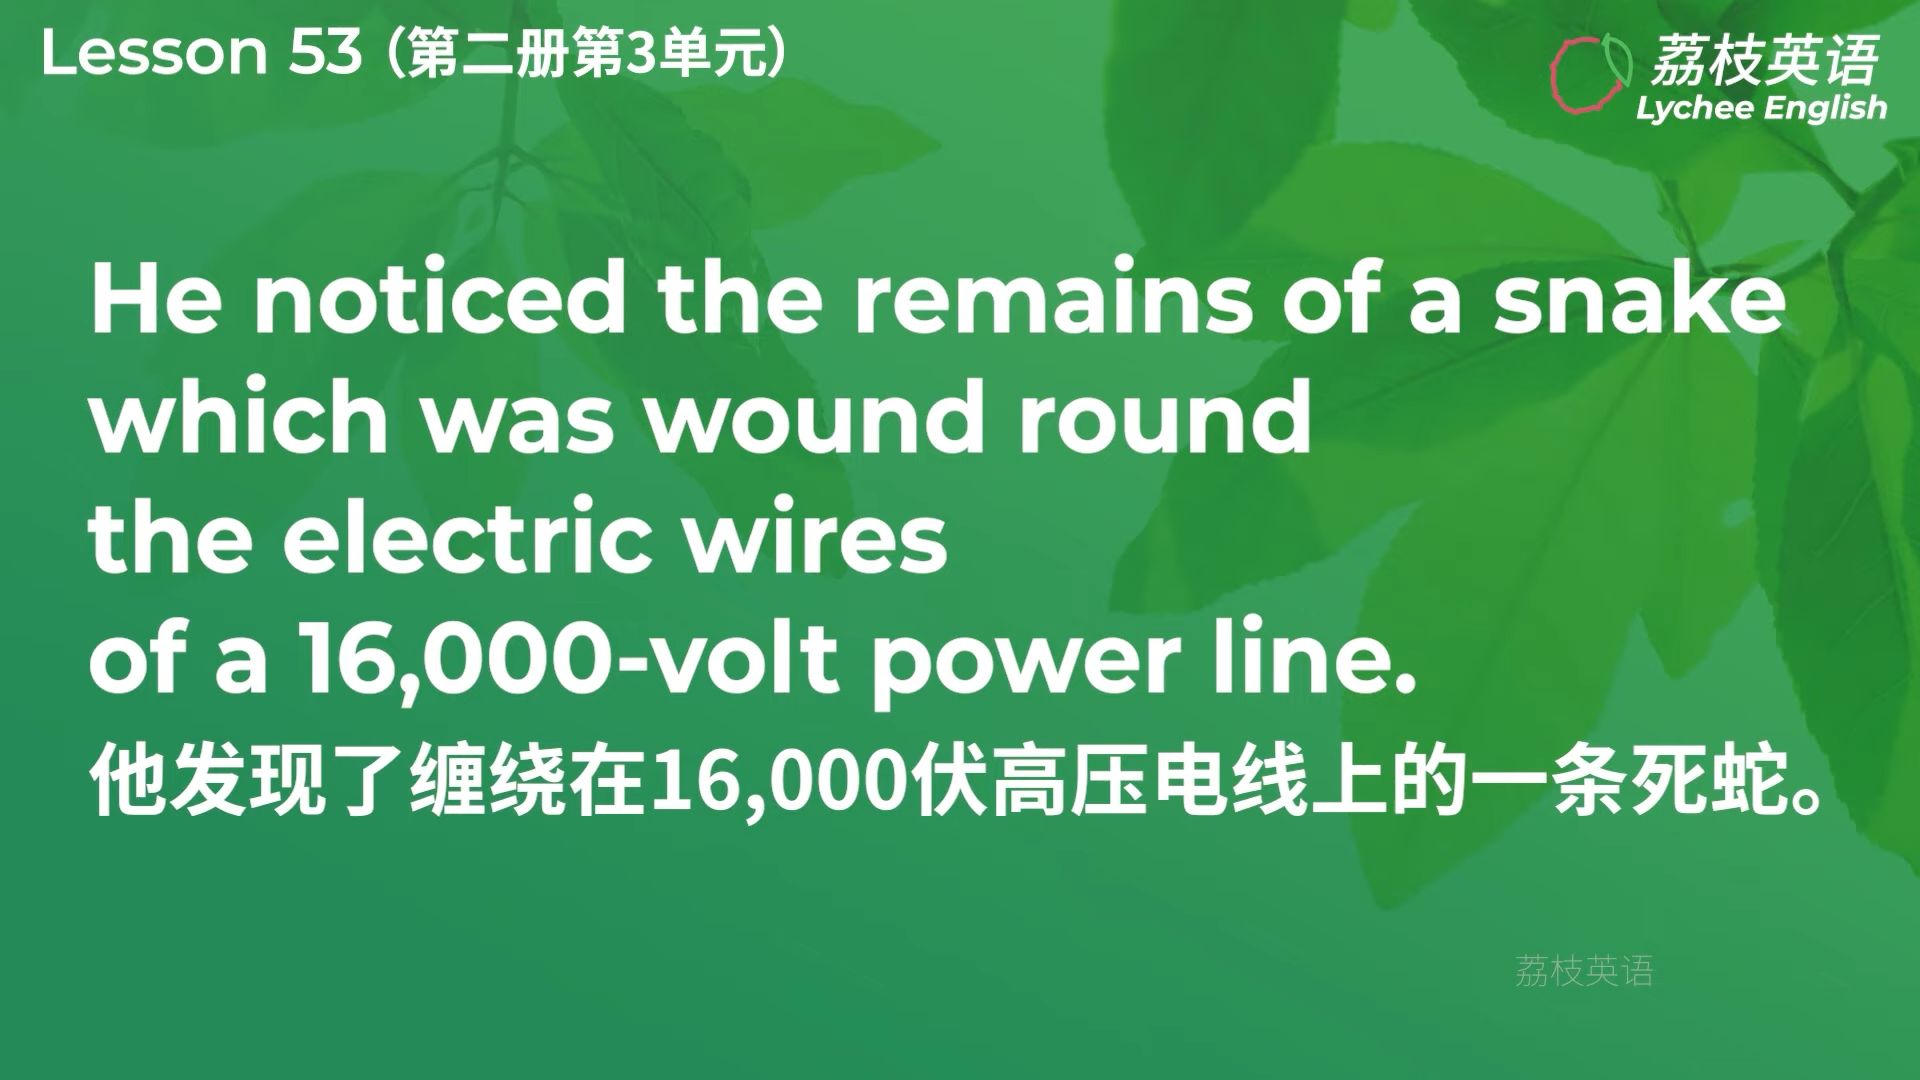 Lesson 53（第二册第3单元）
荔枝英语
Lychee English
He noticed the remains of a snake
which was wound round
the electric wires
of a 16,000-volt power line.
他发现了缠绕在16,000伏高压电线上的一条死蛇。
荔枝英语